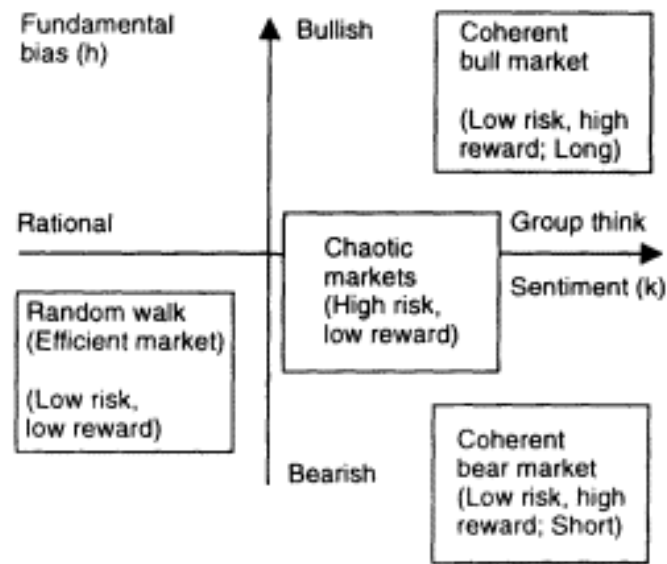 Fundamental
bias (h)
Bullish
Coherent
bull market
(Low risk, high
reward; Long)
Rational
Group think
Sentiment (k)
Chaotic
markets
(High risk,
low reward)
Random walk
(Efficient market)
(Low risk,
low reward)
Bearish
Coherent
bear market
(Low risk, high
reward; Short)